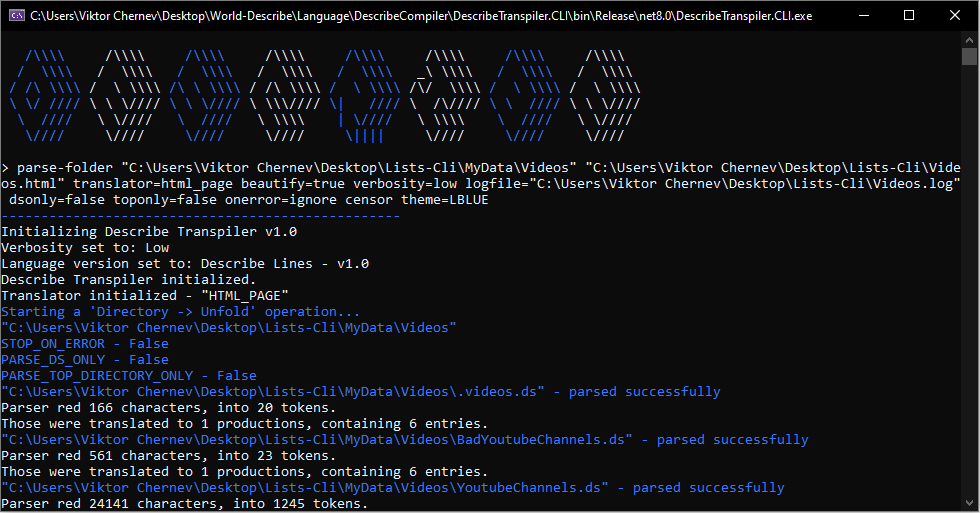 C:\Users\Viktor Chernev\Desktop\World-Describe\Language\DescribeCompiler\DescribeTranspiler.CLI\bin\Release\net8.0\DescribeTranspiler.CLI.exe
> parse-folder "C:\Users\Viktor Chernev\Desktop\Lists-Cli\MyData\Videos" "C:\Users\Viktor Chernev\Desktop\Lists-Cli\Vide
os.html" translator=html_page beautify=true verbosity=low logfile="C:\Users\Viktor Chernev\Desktop\Lists-Cli\Videos.log"
 dsonly=false toponly=false onerror=ignore censor theme=LBLUE
--------------------------------------------------
Initializing Describe Transpiler v1.0
Verbosity set to: Low
Language version set to: Describe Lines - v1.0
Describe Transpiler initialized.
Translator initialized - "HTML_PAGE"
Starting a 'Directory -> Unfold' operation...
"C:\Users\Viktor Chernev\Desktop\Lists-Cli\MyData\Videos"
STOP_ON_ERROR - False
PARSE_DS_ONLY - False
PARSE_TOP_DIRECTORY_ONLY - False
"C:\Users\Viktor Chernev\Desktop\Lists-Cli\MyData\Videos\.videos.ds" - parsed successfully
Parser red 166 characters, into 20 tokens.
Those were translated to 1 productions, containing 6 entries.
"C:\Users\Viktor Chernev\Desktop\Lists-Cli\MyData\Videos\BadYoutubeChannels.ds" - parsed successfully
Parser red 561 characters, into 23 tokens.
Those were translated to 1 productions, containing 6 entries.
"C:\Users\Viktor Chernev\Desktop\Lists-Cli\MyData\Videos\YoutubeChannels.ds" - parsed successfully
Parser red 24141 characters, into 1245 tokens.